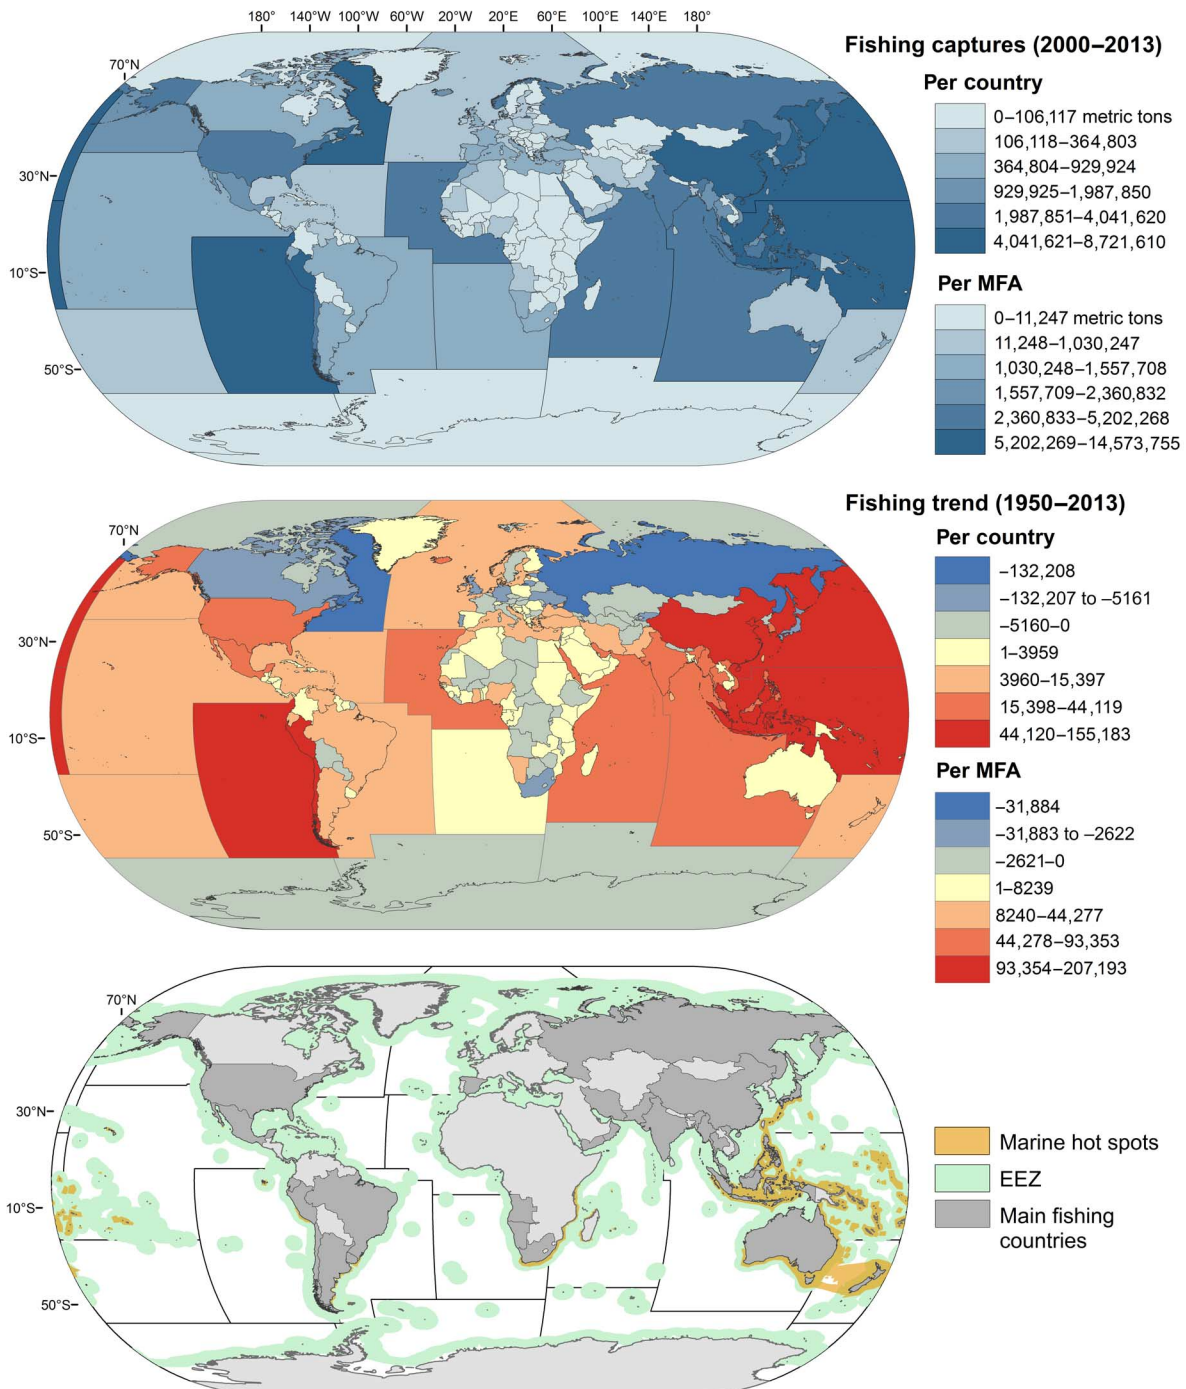 180° 140°W 100°W 60°W 20°W 20°E 60°E 100°E 140°E 180°
70°N
30°N
10°S
50°S
Fishing captures (2000–2013)
Per country
0–106,117 metric tons
106,118–364,803
364,804–929,924
929,925–1,987,850
1,987,851–4,041,620
4,041,621–8,721,610
Per MFA
0–11,247 metric tons
11,248–1,030,247
1,030,248–1,557,708
1,557,709–2,360,832
2,360,833–5,202,268
5,202,269–14,573,755
70°N
30°N
10°S
50°S
Fishing trend (1950–2013)
Per country
–132,208
–132,207 to –5161
–5160–0
1–3959
3960–15,397
15,398–44,119
44,120–155,183
Per MFA
–31,884
–31,883 to –2622
–2621–0
1–8239
8240–44,277
44,278–93,353
93,354–207,193
70°N
30°N
10°S
50°S
Marine hot spots
EEZ
Main fishing
countries